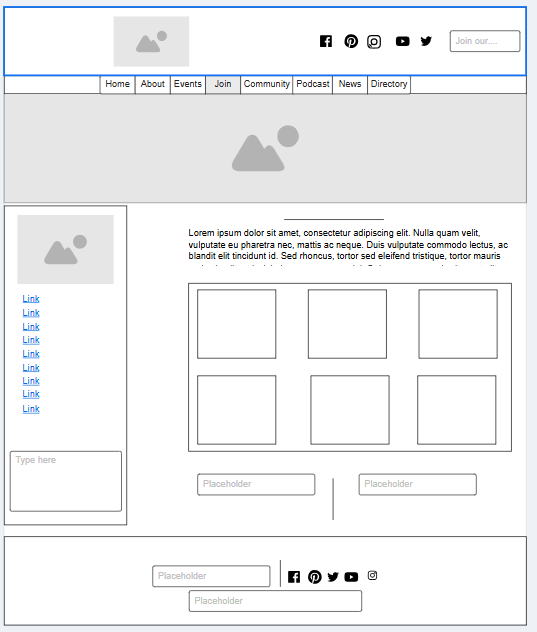 Join our....
Home About Events Join Community Podcast News Directory
Lorem ipsum dolor sit amet, consectetur adipiscing elit. Nulla quam velit,
vulputate eu pharetra nec, mattis ac neque. Duis vulputate commodo lectus, ac
blandit elit tincidunt id. Sed rhoncus, tortor sed eleifend tristique, tortor mauris
Link
Link
Link
Link
Link
Link
Link
Link
Link
Type here
Placeholder
Placeholder
Placeholder
Placeholder